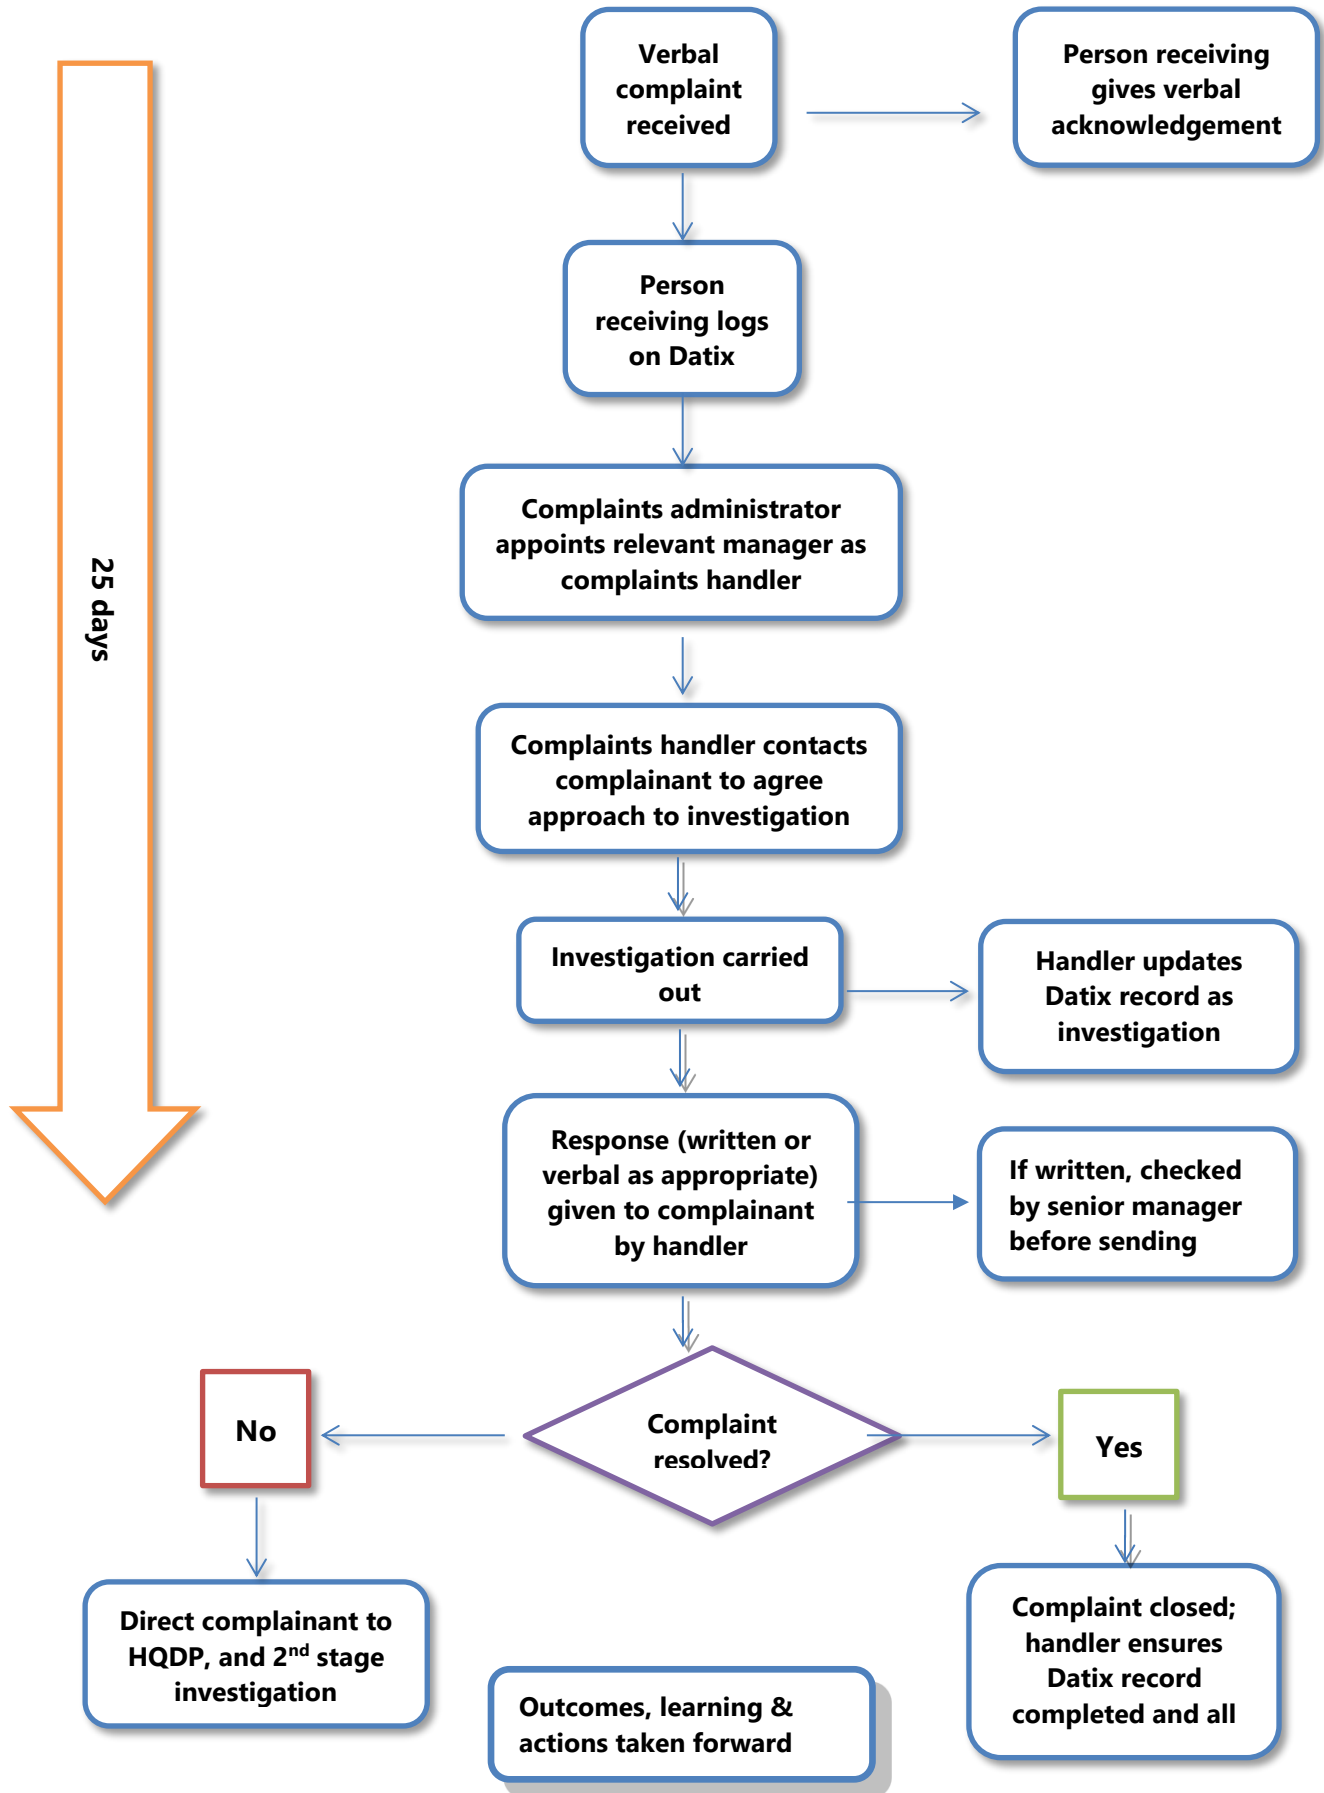 Verbal
complaint
received
Person receiving
gives verbal
acknowledgement
Person
receiving logs
on Datix
Complaints administrator
appoints relevant manager as
complaints handler
25 days
Complaints handler contacts
complainant to agree
approach to investigation
Investigation carried
out
Handler updates
Datix record as
investigation
Response (written or
verbal as appropriate)
given to complainant
by handler
If written, checked
by senior manager
before sending
Complaint
resolved?
No
Yes
Direct complainant to
HQDP, and 2nd stage
investigation
Complaint closed;
handler ensures
Datix record
completed and all
Outcomes, learning &
actions taken forward